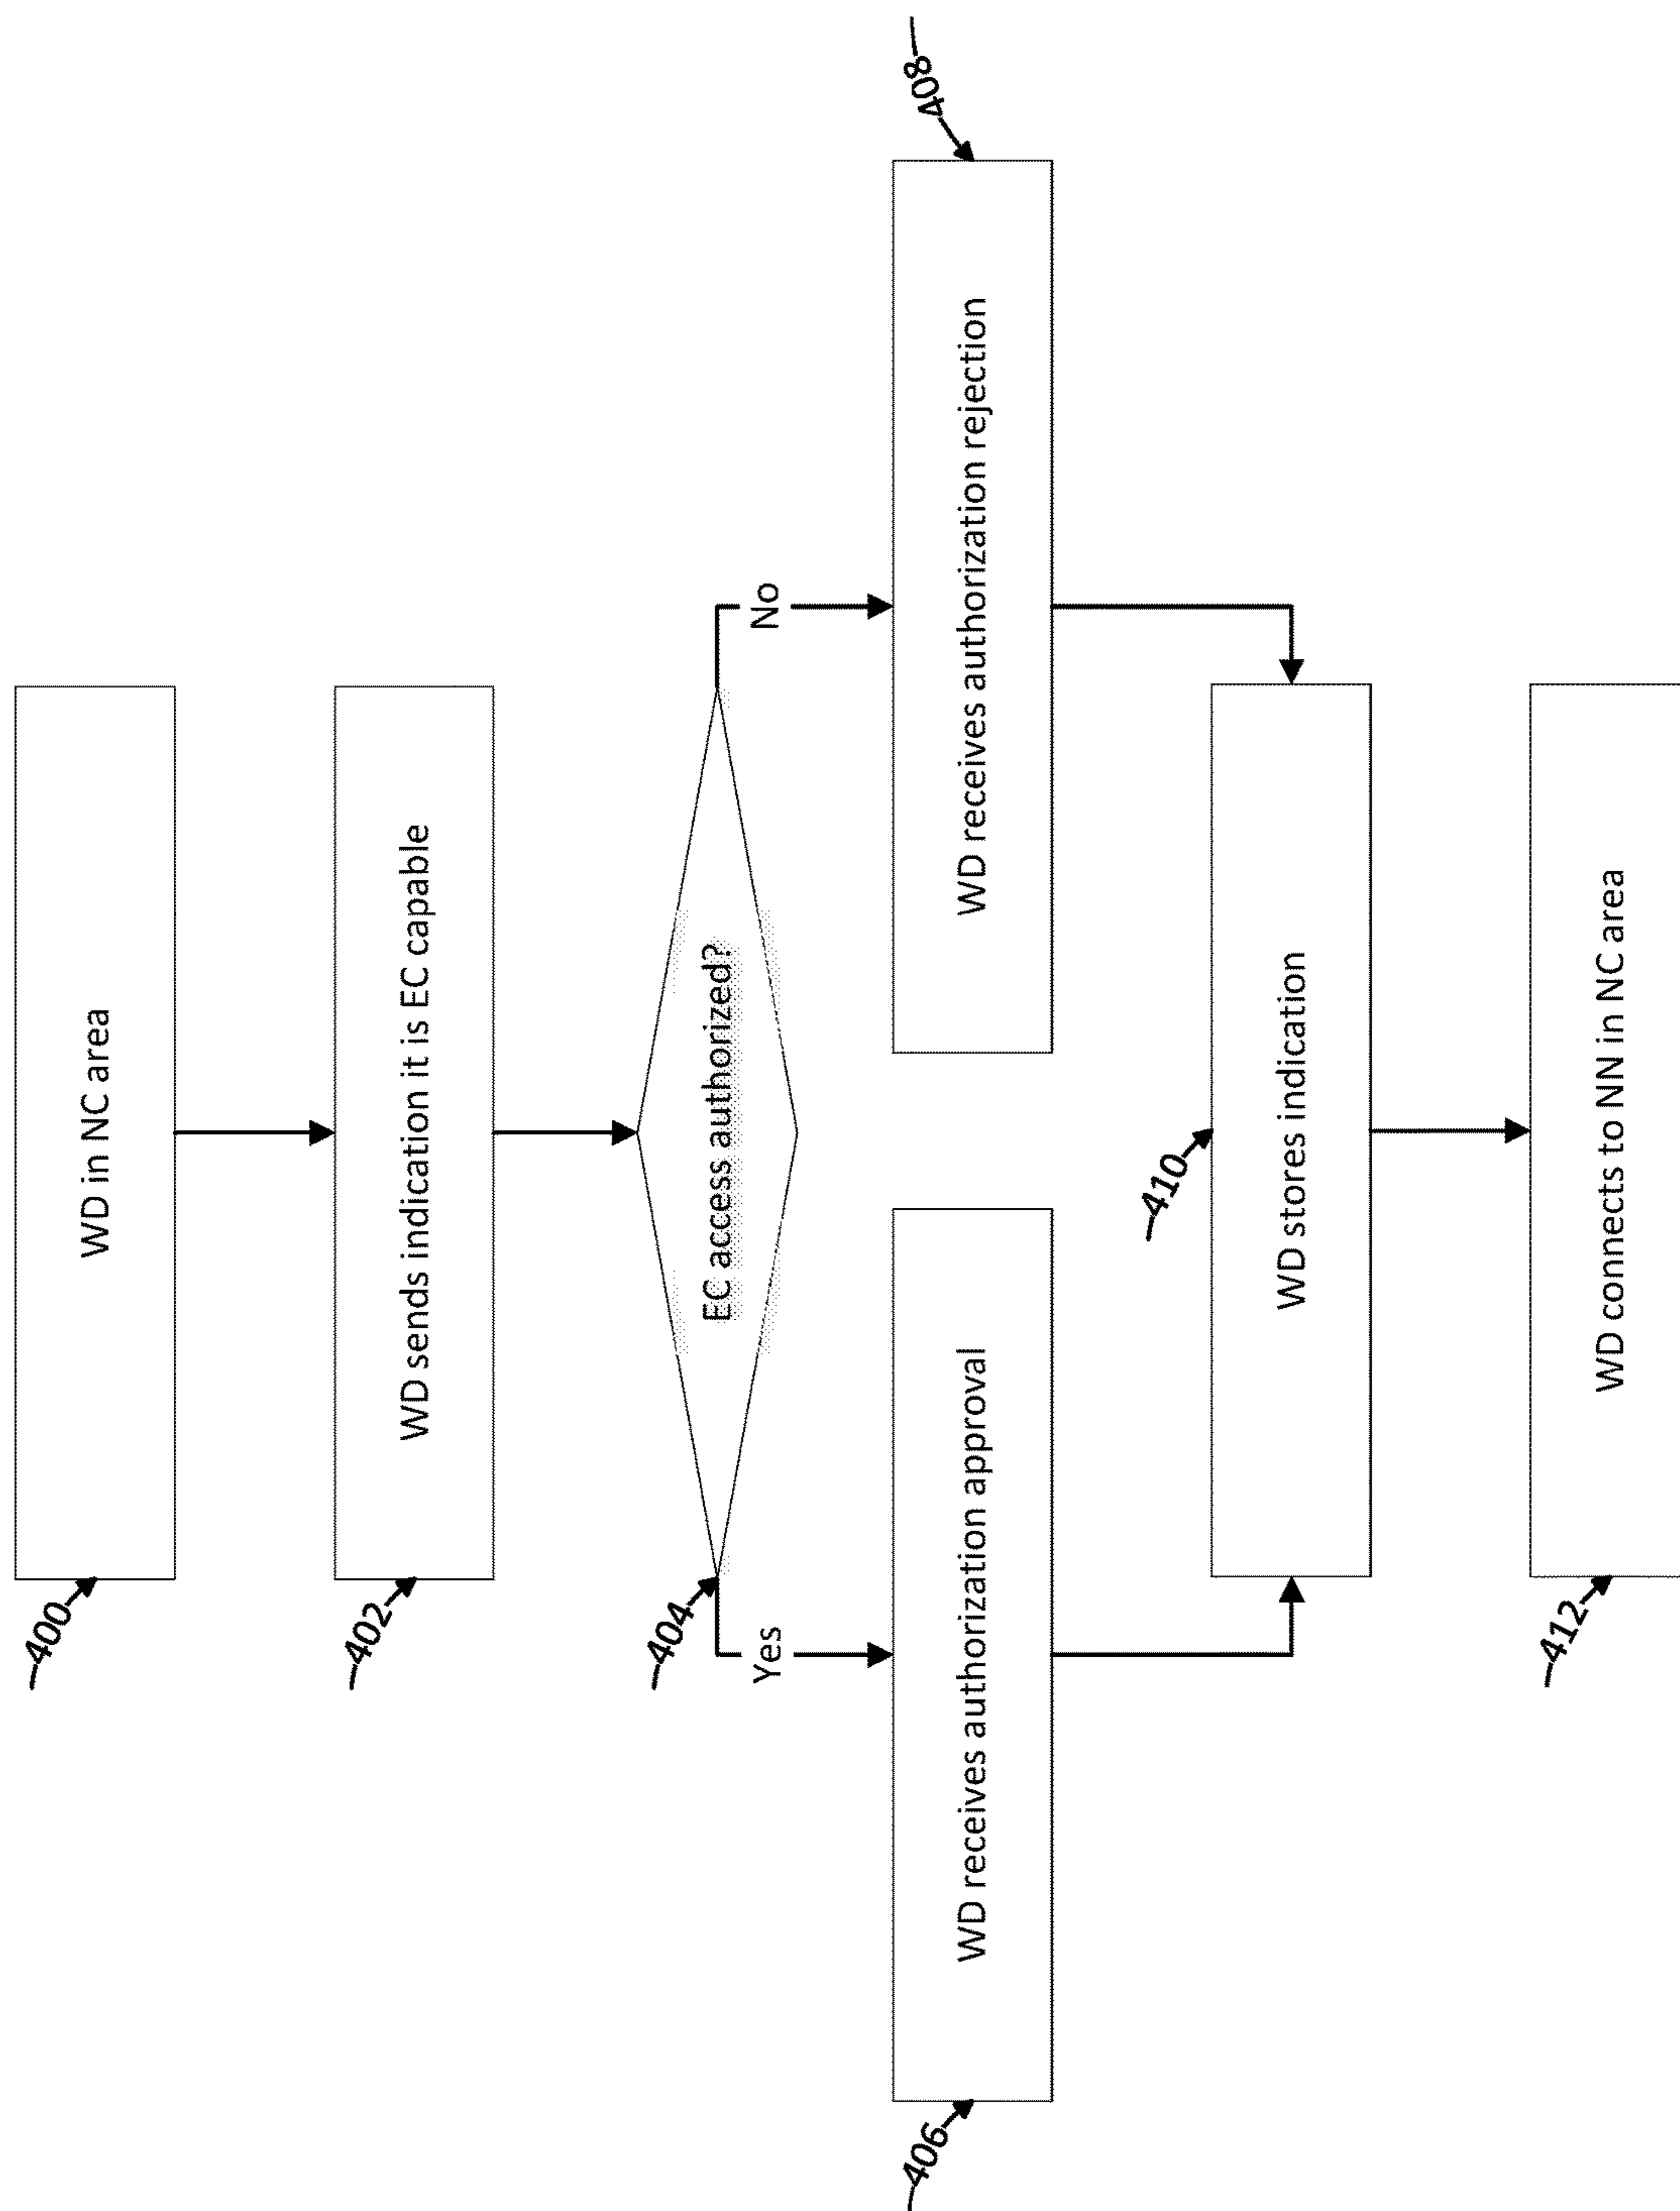 400
WD in NC area
402
WD sends indication it is EC capable
404
EC access authorized?
Yes
No
406
WD receives authorization approval
408
WD receives authorization rejection
410
WD stores indication
412
WD connects to NN in NC area